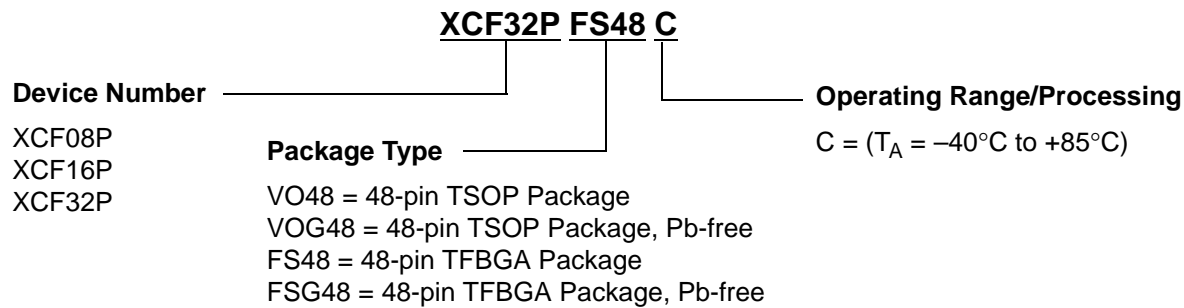 XCF32P FS48 C
Device Number
XCF08P
XCF16P
XCF32P
Package Type
VO48 = 48-pin TSOP Package
VOG48 = 48-pin TSOP Package, Pb-free
FS48 = 48-pin TFBGA Package
FSG48 = 48-pin TFBGA Package, Pb-free
Operating Range/Processing
C = (TA = –40°C to +85°C)